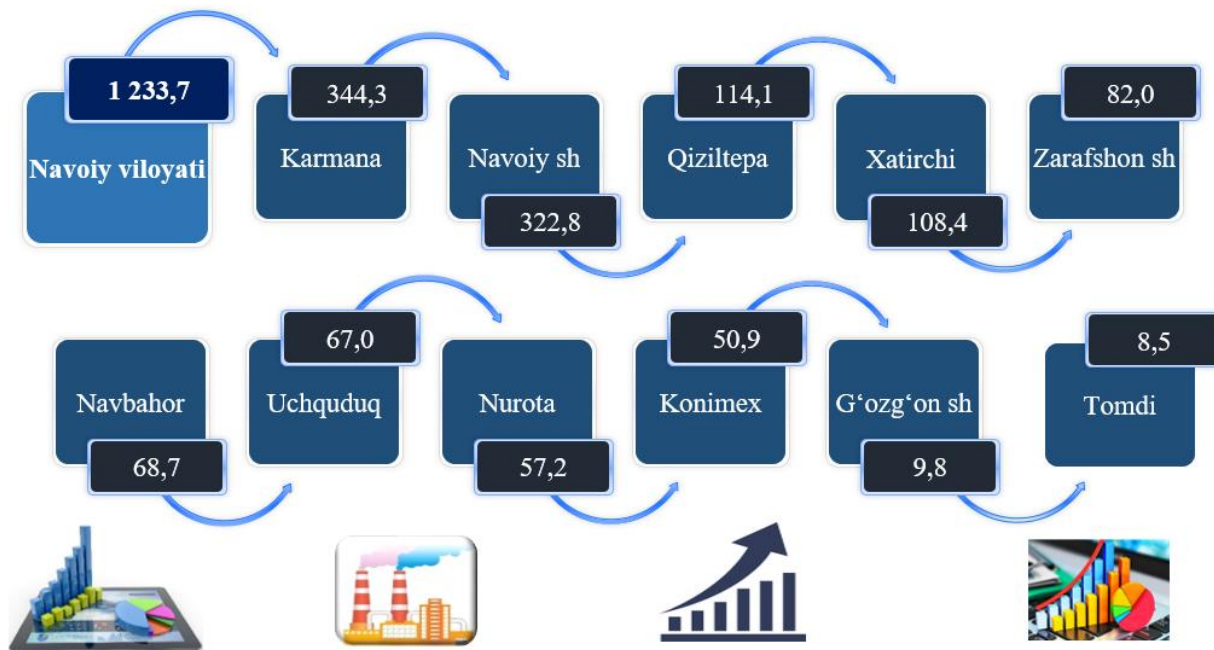 1 233,7
Navoiy viloyati
344,3
Karmana
Navoiy sh
322,8
114,1
Qiziltepa
Xatirchi
108,4
82,0
Zarafshon sh
Navbahor
68,7
67,0
Uchquduq
Nurota
57,2
50,9
Konimex
G‘ozg‘on sh
9,8
8,5
Tomdi